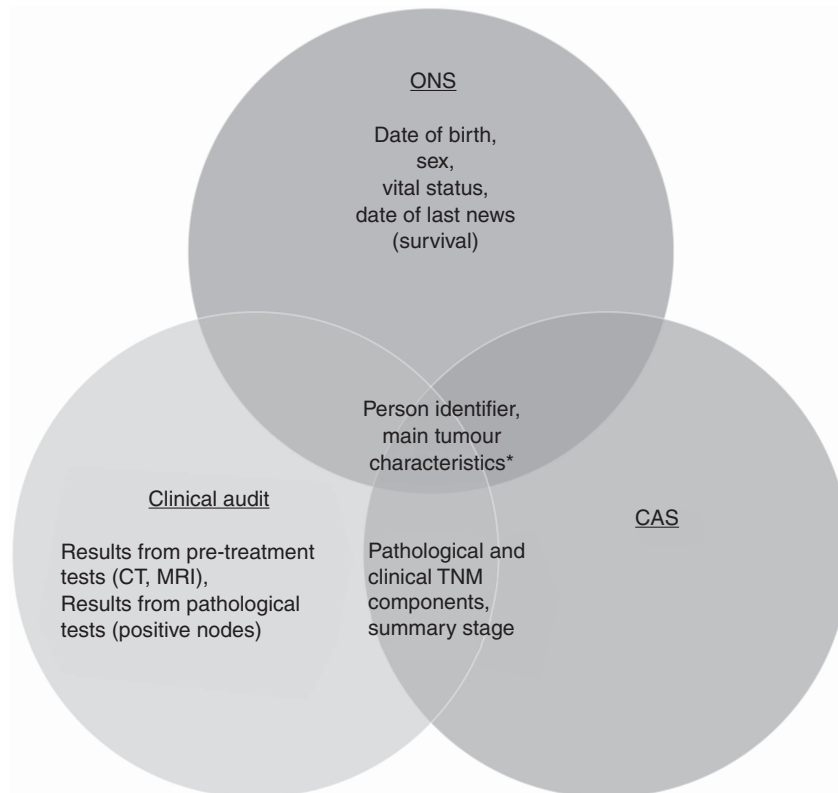 ONS
Date of birth,
sex,
vital status,
date of last news
(survival)
Person identifier,
main tumour
characteristics*
Clinical audit
Results from pre-treatment
tests (CT, MRI),
Results from pathological
tests (positive nodes)
Pathological and
clinical TNM
components,
summary stage
CAS